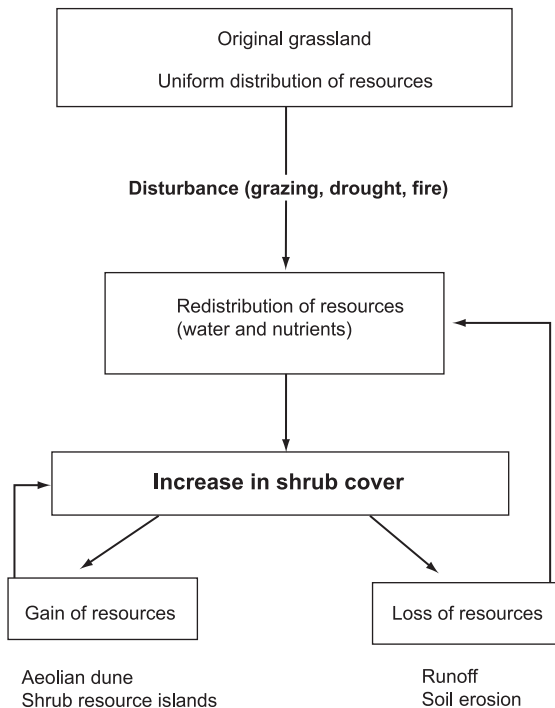 Original grassland
Uniform distribution of resources
Disturbance (grazing, drought, fire)
Redistribution of resources
(water and nutrients)
Increase in shrub cover
Gain of resources
Loss of resources
Aeolian dune
Shrub resource islands
Runoff
Soil erosion